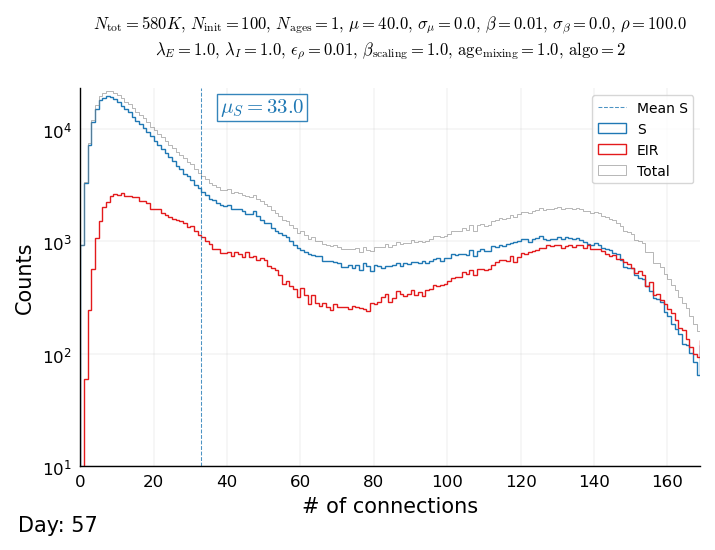 N_tot = 580K, N_init = 100, N_ages = 1, μ = 40.0, σ_μ = 0.0, β = 0.01, σ_β = 0.0, ρ = 100.0
λ_E = 1.0, λ_I = 1.0, ϵ_ρ = 0.01, β_scaling = 1.0, age_mixing = 1.0, algo = 2
μ_S = 33.0
Mean S
S
EIR
Total
10^4
10^3
10^2
10^1
Counts
0 20 40 60 80 100 120 140 160
# of connections
Day: 57